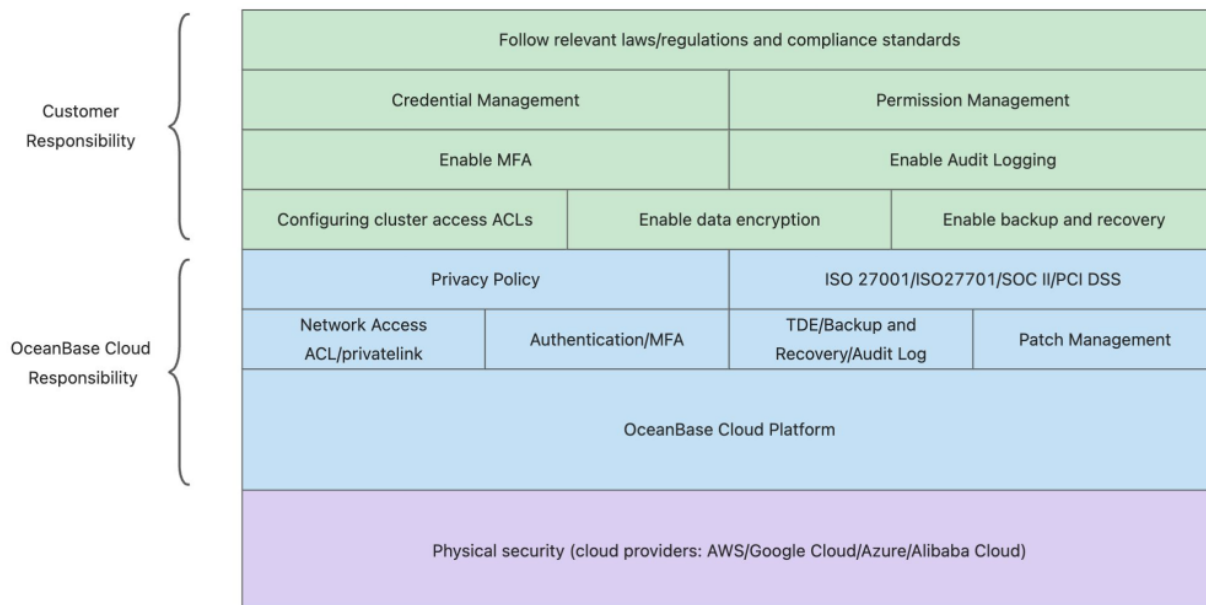 Follow relevant laws/regulations and compliance standards
Customer
Responsibility
Credential Management
Permission Management
Enable MFA
Enable Audit Logging
Configuring cluster access ACLs
Enable data encryption
Enable backup and recovery
OceanBase Cloud
Responsibility
Privacy Policy
ISO 27001/ISO27701/SOC II/PCI DSS
Network Access
ACL/privatelink
Authentication/MFA
TDE/Backup and
Recovery/Audit Log
Patch Management
OceanBase Cloud Platform
Physical security (cloud providers: AWS/Google Cloud/Azure/Alibaba Cloud)